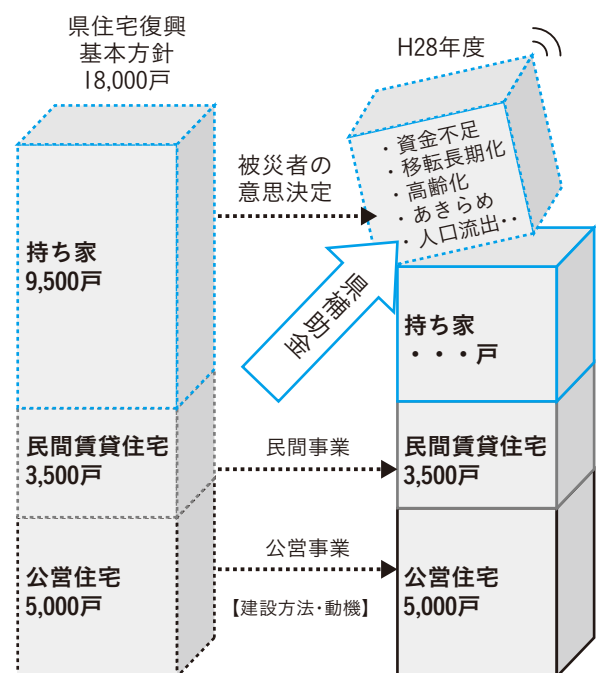 県住宅復興
基本方針
18,000戸
H28年度
・資金不足
・移転長期化
・高齢化
・あきらめ
・人口流出・・
被災者の
意思決定
持ち家
9,500戸
県補助金
持ち家
・・・戸
民間賃貸住宅
3,500戸
民間事業
民間賃貸住宅
3,500戸
公営事業
公営住宅
5,000戸
【建設方法・動機】
公営住宅
5,000戸